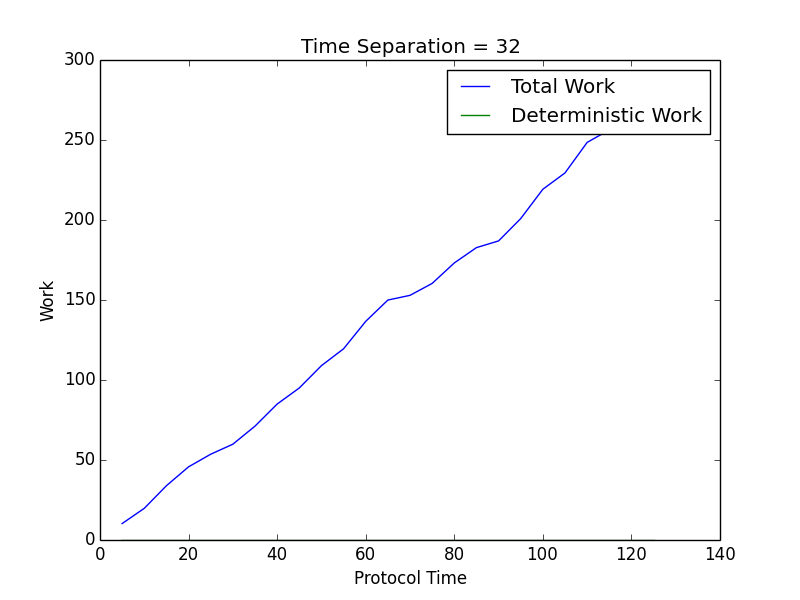 Time Separation = 32
Total Work
Deterministic Work
300
250
200
150
100
50
0
Work
0 20 40 60 80 100 120 140
Protocol Time